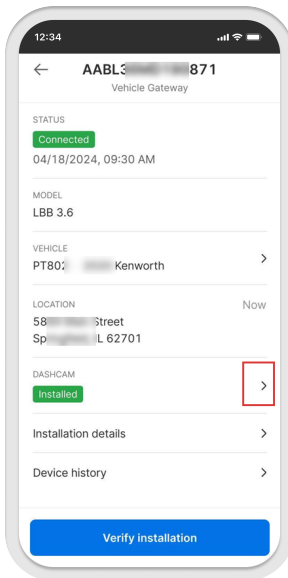 12:34
AABL3 871
Vehicle Gateway
STATUS
Connected
04/18/2024, 09:30 AM
MODEL
LBB 3.6
VEHICLE
PT802 Kenworth
LOCATION
Now
58 Street
Sp L 62701
DASHCAM
Installed
Installation details
Device history
Verify installation